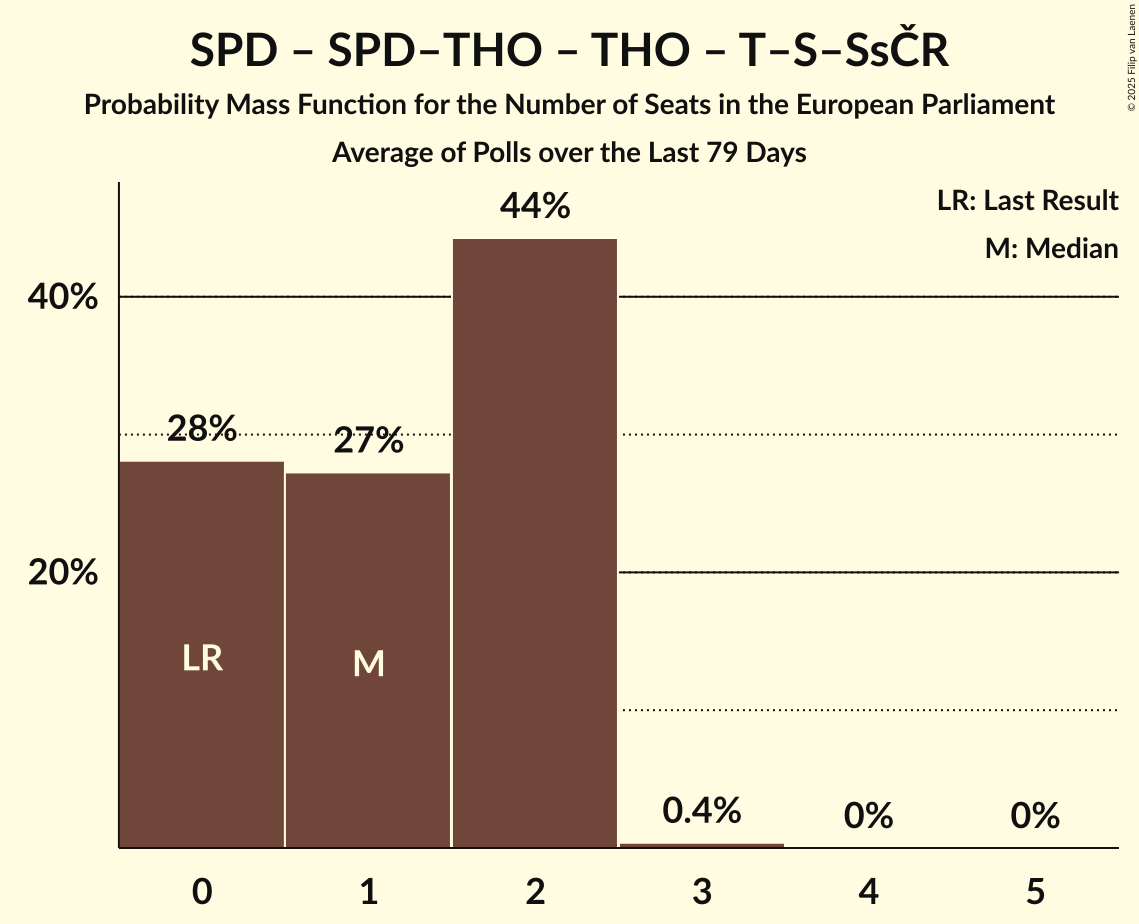 SPD – SPD–THO – THO – T–S–SsČR
Probability Mass Function for the Number of Seats in the European Parliament
Average of Polls over the Last 79 Days
© 2025 Filip van Laenen
LR: Last Result
M: Median
44%
40%
28%
27%
20%
LR
M
0.4%
0%
0%
0
1
2
3
4
5